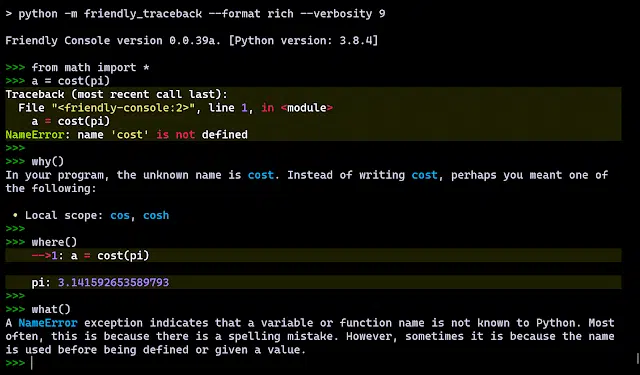 > python -m friendly_traceback --format rich --verbosity 9
Friendly Console version 0.0.39a. [Python version: 3.8.4]
>>> from math import *
>>> a = cost(pi)
Traceback (most recent call last):
  File "<friendly-console:2>", line 1, in <module>
    a = cost(pi)
NameError: name 'cost' is not defined
>>>
>>> why()
In your program, the unknown name is cost. Instead of writing cost, perhaps you meant one of
the following:
 • Local scope: cos, cosh
>>>
>>> where()
    -->1: a = cost(pi)
    pi: 3.141592653589793
>>>
>>> what()
A NameError exception indicates that a variable or function name is not known to Python. Most
often, this is because there is a spelling mistake. However, sometimes it is because the name
is used before being defined or given a value.
>>>